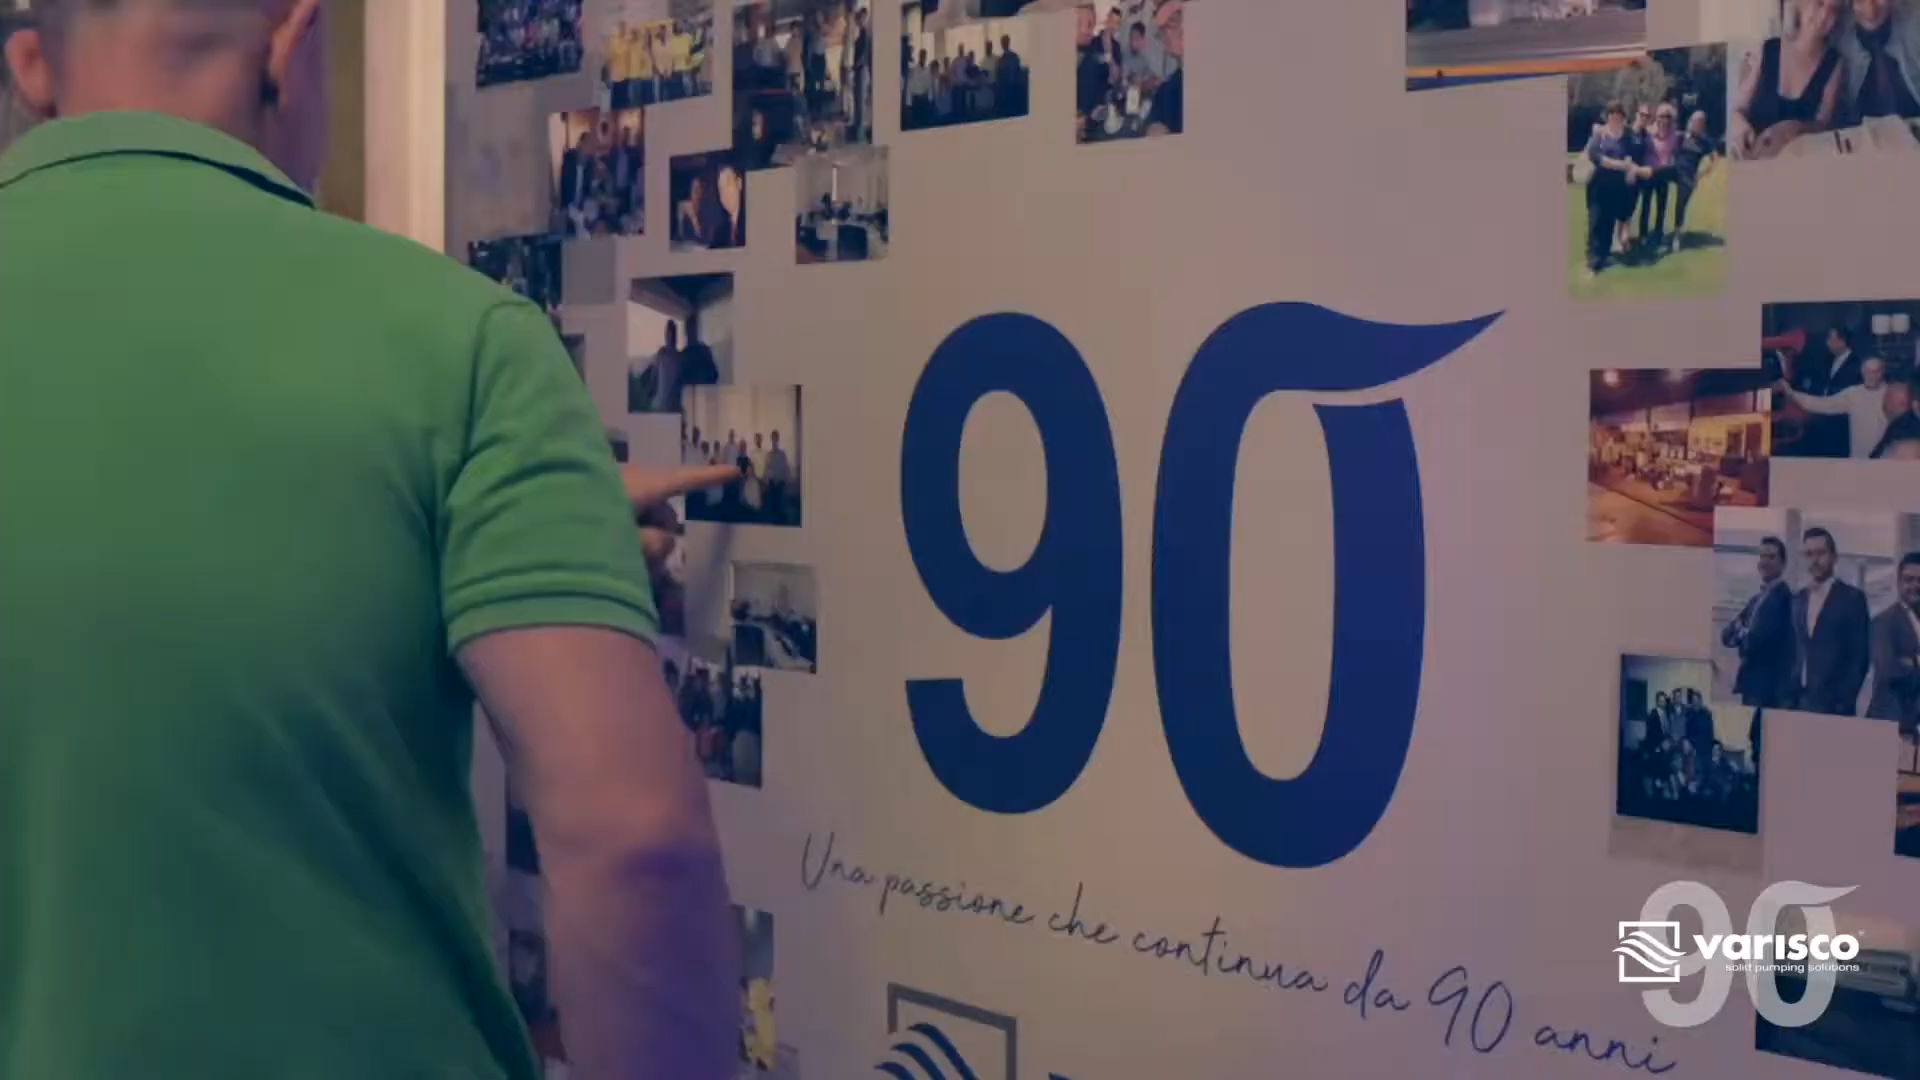 90
Una passione che continua da 90 anni
90
varisco
solid pumping solutions